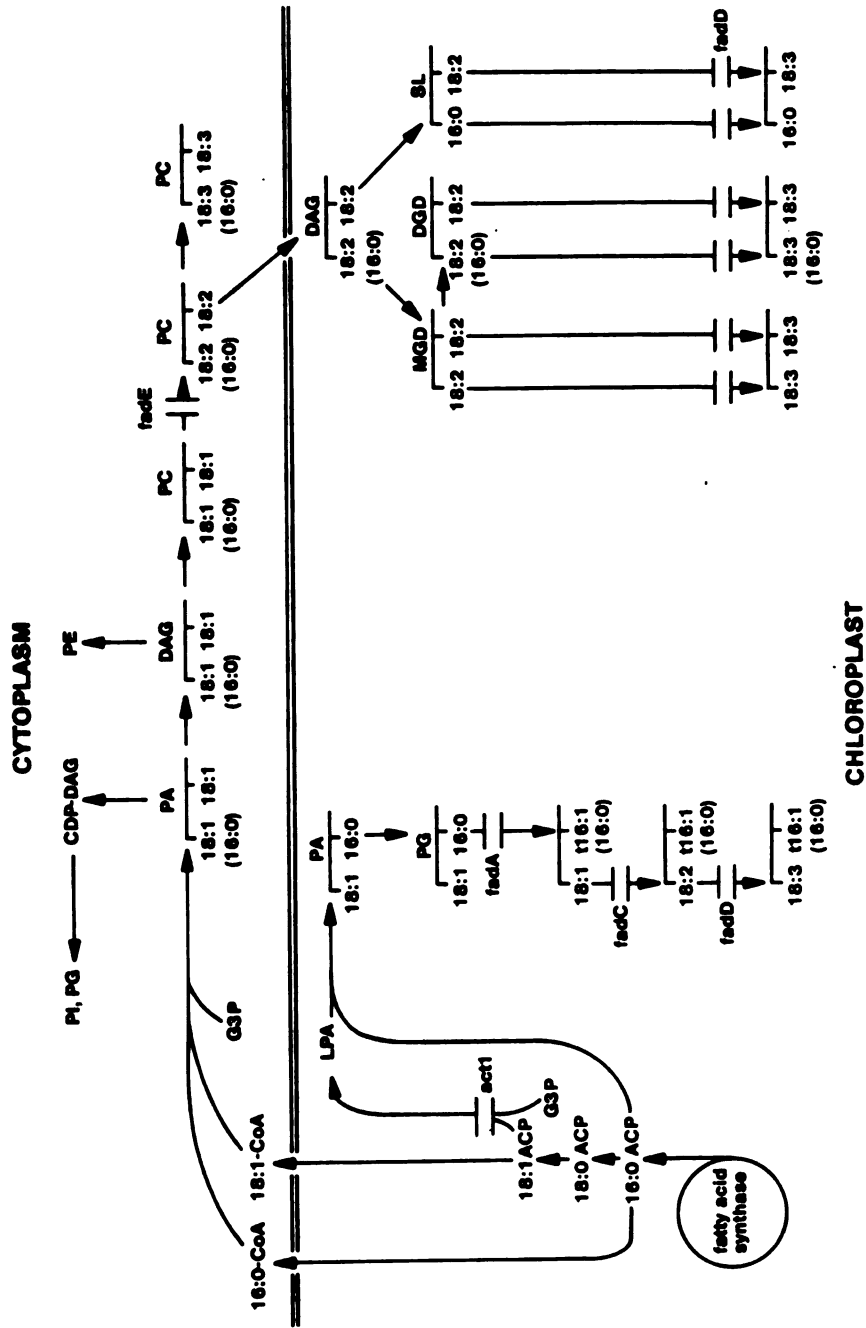 CYTOPLASM
PI, PG
CDP-DAG
PE
G3P
16:0-CoA
18:1-CoA
PA
18:1 18:1
(16:0)
DAG
18:1 18:1
(16:0)
PC
18:1 18:1
(16:0)
fadE
PC
18:2 18:2
(16:0)
PC
18:3 18:3
(16:0)
LPA
act1
G3P
18:1 ACP
18:0 ACP
16:0 ACP
fatty acid
synthase
PA
18:1 16:0
PG
18:1 16:0
fadA
18:1 t16:1
(16:0)
fadC
18:2 t16:1
(16:0)
fadD
18:3 t16:1
(16:0)
DAG
18:2 18:2
(16:0)
MGD
18:2 18:2
DGD
18:2 18:2
(16:0)
SL
16:0 18:2
fadD
18:3 18:3
18:3 18:3
(16:0)
16:0 18:3
CHLOROPLAST